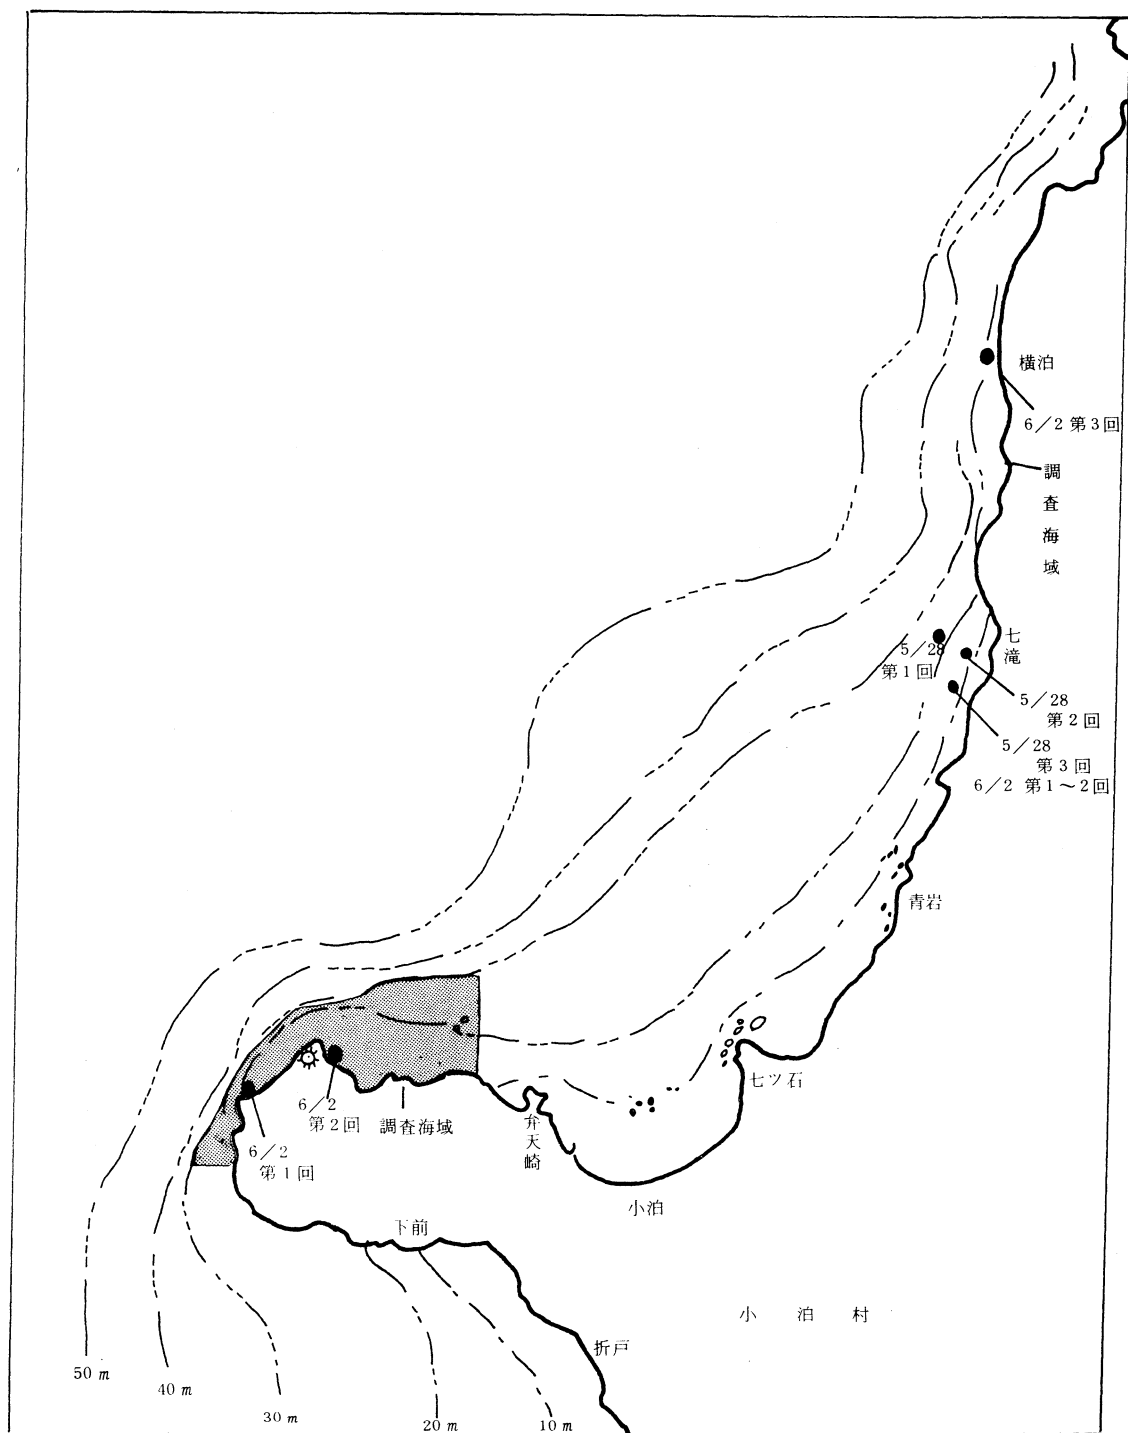 横泊
6／2 第3回
調査海域
七滝
5／28
第1回
5／28
第2回
5／28
第3回
6／2 第1～2回
青岩
七ツ石
6／2
第2回
調査海域
弁天崎
6／2
第1回
小泊
下前
小泊村
折戸
50 m
40 m
30 m
20 m
10 m